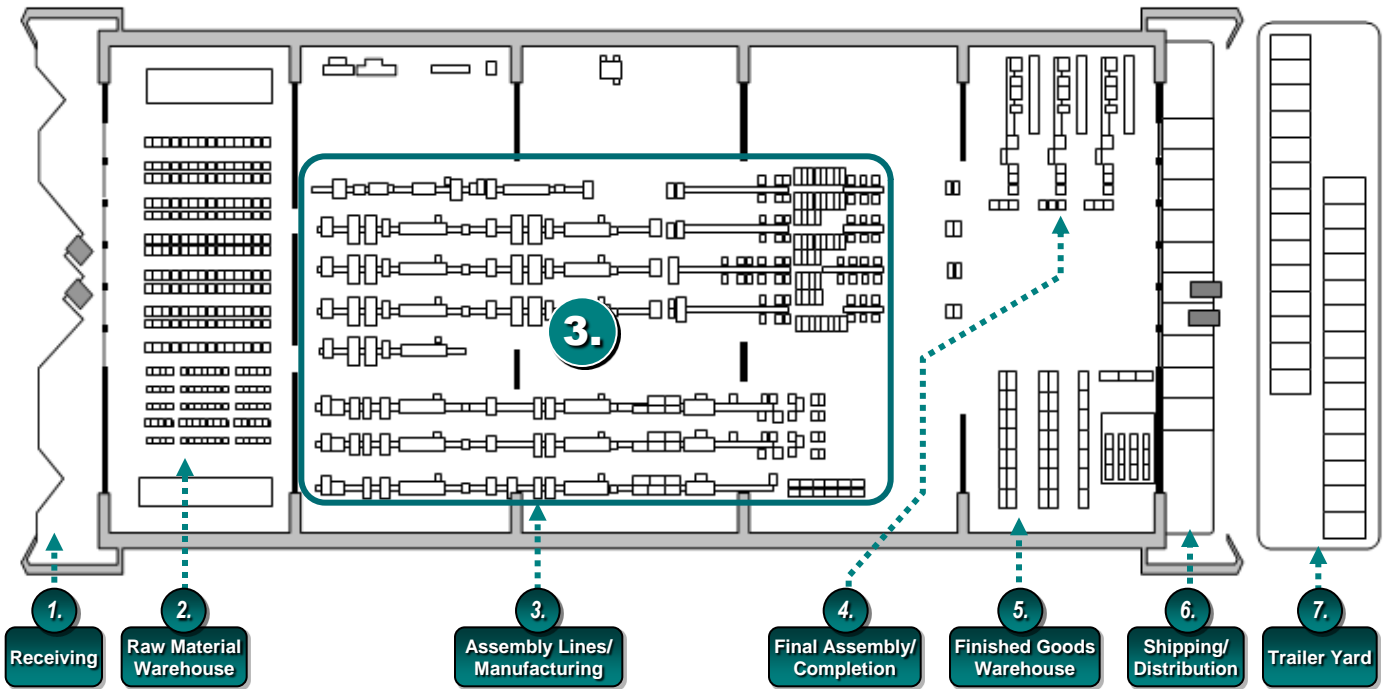 3.
1.
Receiving
2.
Raw Material
Warehouse
3.
Assembly Lines/
Manufacturing
4.
Final Assembly/
Completion
5.
Finished Goods
Warehouse
6.
Shipping/
Distribution
7.
Trailer Yard